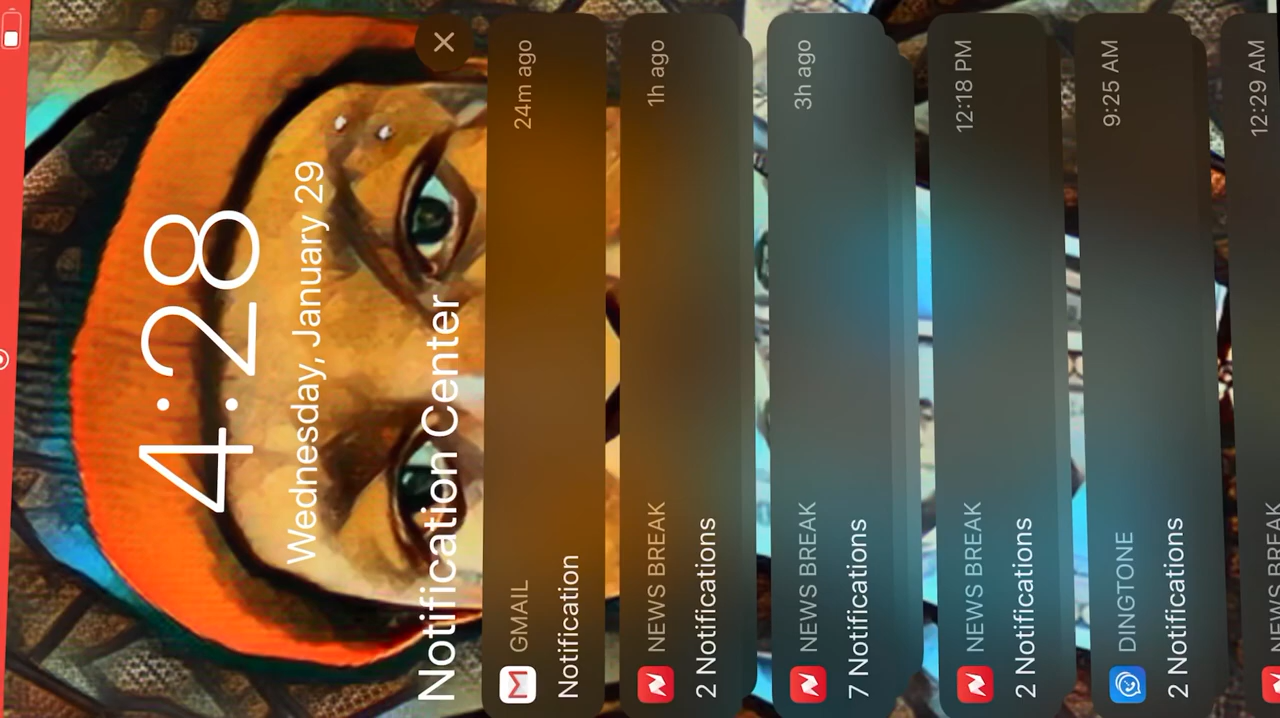 4:28
Wednesday, January 29
Notification Center
GMAIL 24m ago
Notification
NEWS BREAK 1h ago
2 Notifications
NEWS BREAK 3h ago
7 Notifications
NEWS BREAK 12:18 PM
2 Notifications
DINGTONE 9:25 AM
2 Notifications
NEWS BREAK 12:29 AM